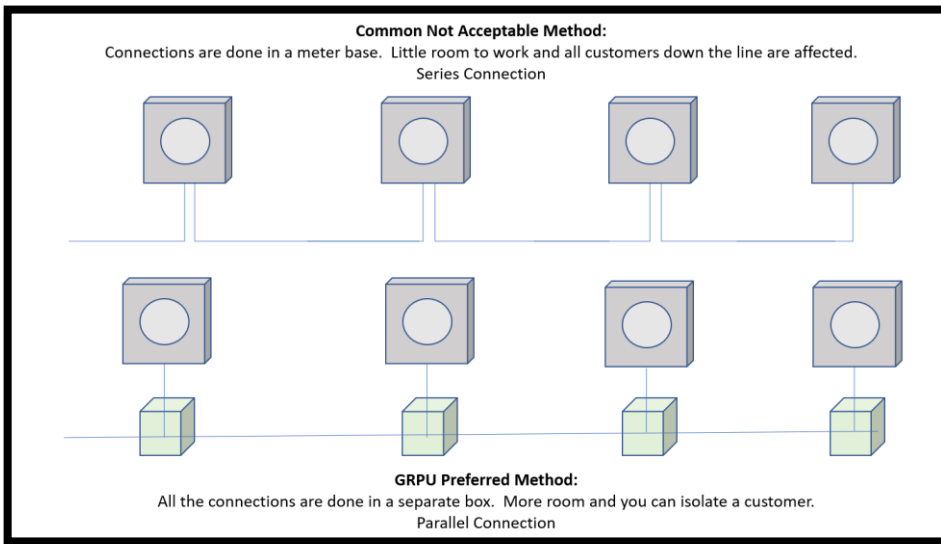 Common Not Acceptable Method:
Connections are done in a meter base.  Little room to work and all customers down the line are affected.
Series Connection
GRPU Preferred Method:
All the connections are done in a separate box.  More room and you can isolate a customer.
Parallel Connection